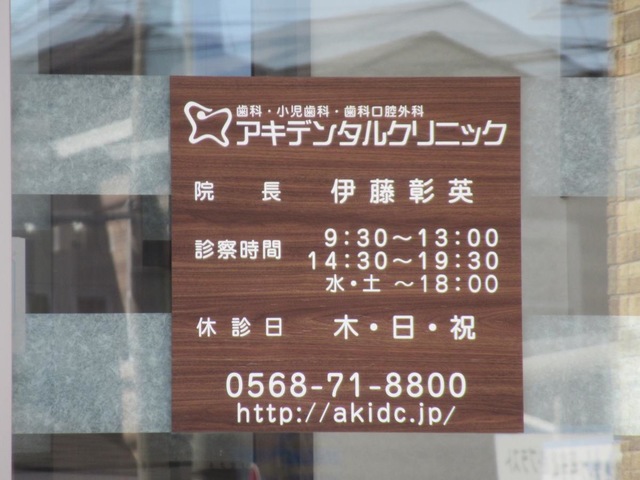 歯科・小児歯科・歯科口腔外科
アキデンタルクリニック
院長 伊藤彰英
診察時間 9:30～13:00
14:30～19:30
水・土 ～18:00
休診日 木・日・祝
0568-71-8800
http://akidc.jp/